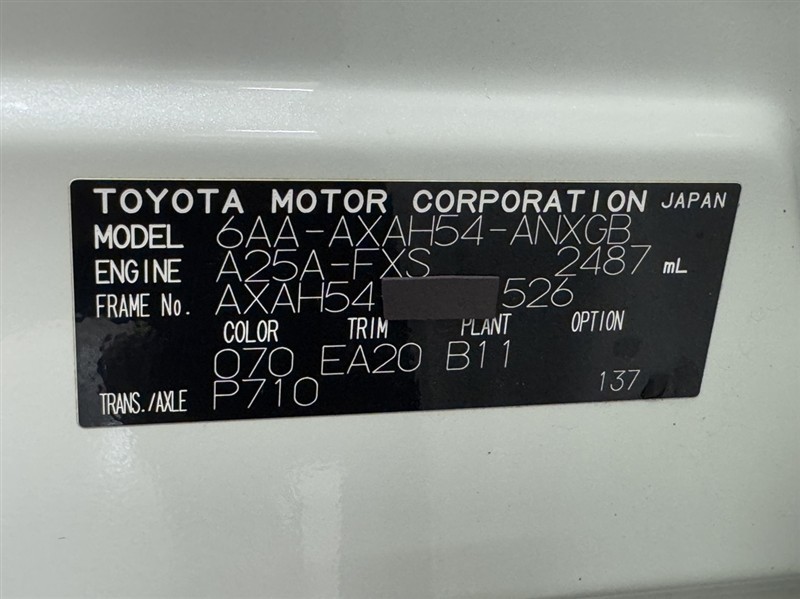 TOYOTA MOTOR CORPORATION JAPAN
MODEL 6AA-AXAH54-ANXGB
ENGINE A25A-FXS 2487 mL
FRAME No. AXAH54 526
COLOR TRIM PLANT OPTION
070 EA20 B11
TRANS./AXLE P710 137